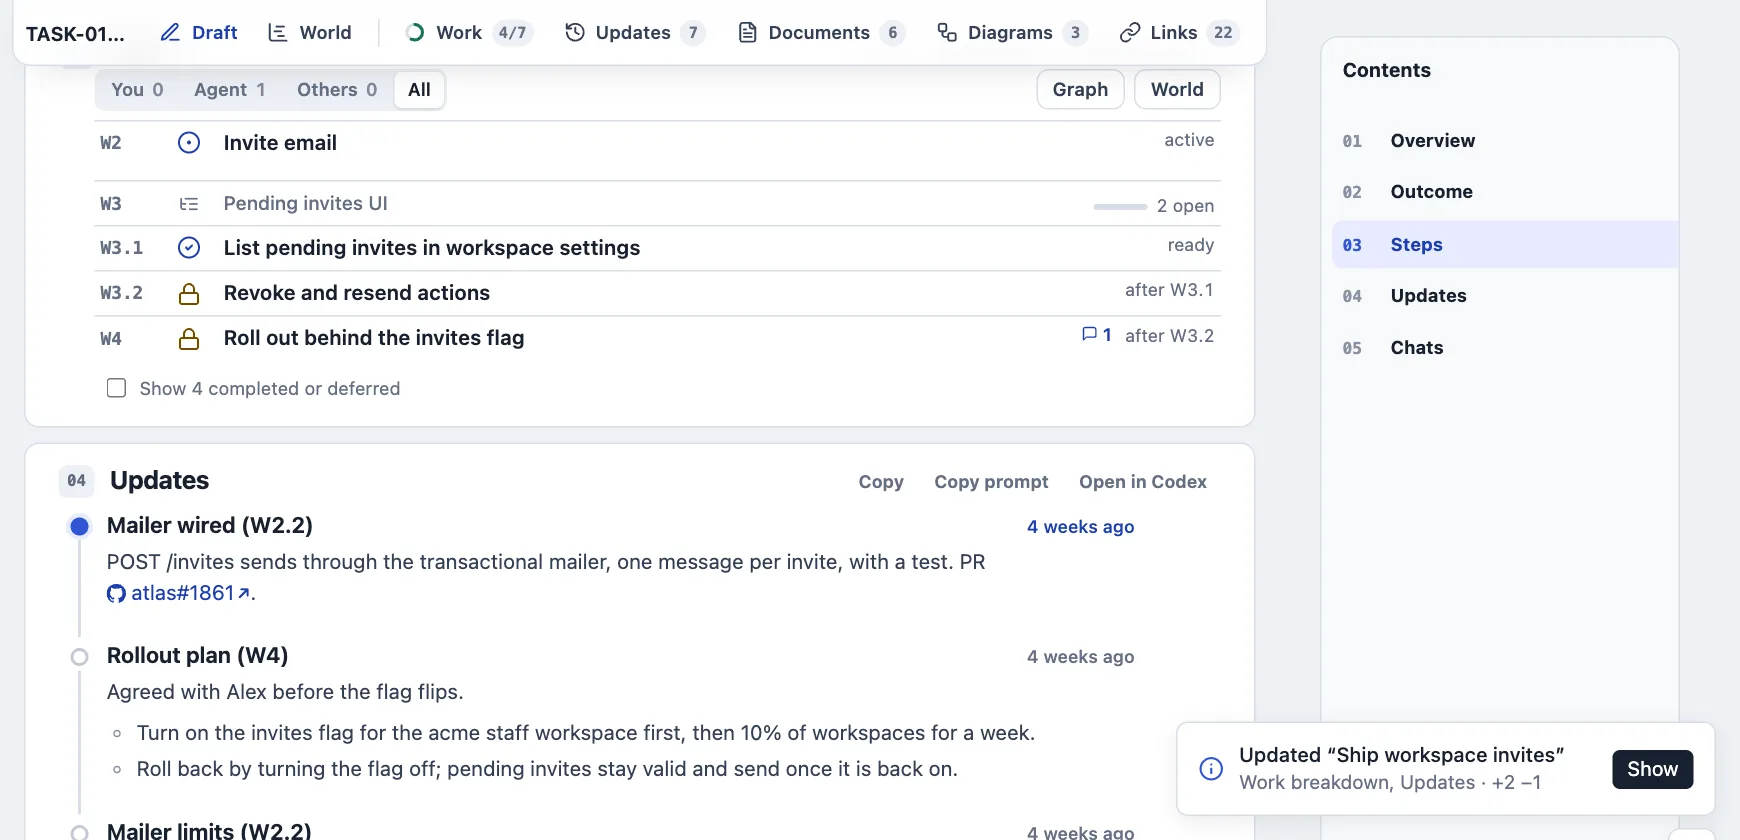 TASK-01... Draft World Work 4/7 Updates 7 Documents 6 Diagrams 3 Links 22
You 0 Agent 1 Others 0 All Graph World
W2 Invite email active
W3 Pending invites UI 2 open
W3.1 List pending invites in workspace settings ready
W3.2 Revoke and resend actions after W3.1
W4 Roll out behind the invites flag 1 after W3.2
Show 4 completed or deferred
04 Updates Copy Copy prompt Open in Codex
Mailer wired (W2.2) 4 weeks ago
POST /invites sends through the transactional mailer, one message per invite, with a test. PR
atlas#1861↗.
Rollout plan (W4) 4 weeks ago
Agreed with Alex before the flag flips.
Turn on the invites flag for the acme staff workspace first, then 10% of workspaces for a week.
Roll back by turning the flag off; pending invites stay valid and send once it is back on.
Mailer limits (W2.2) 4 weeks ago
Contents
01 Overview
02 Outcome
03 Steps
04 Updates
05 Chats
Updated “Ship workspace invites”
Work breakdown, Updates · +2 −1
Show